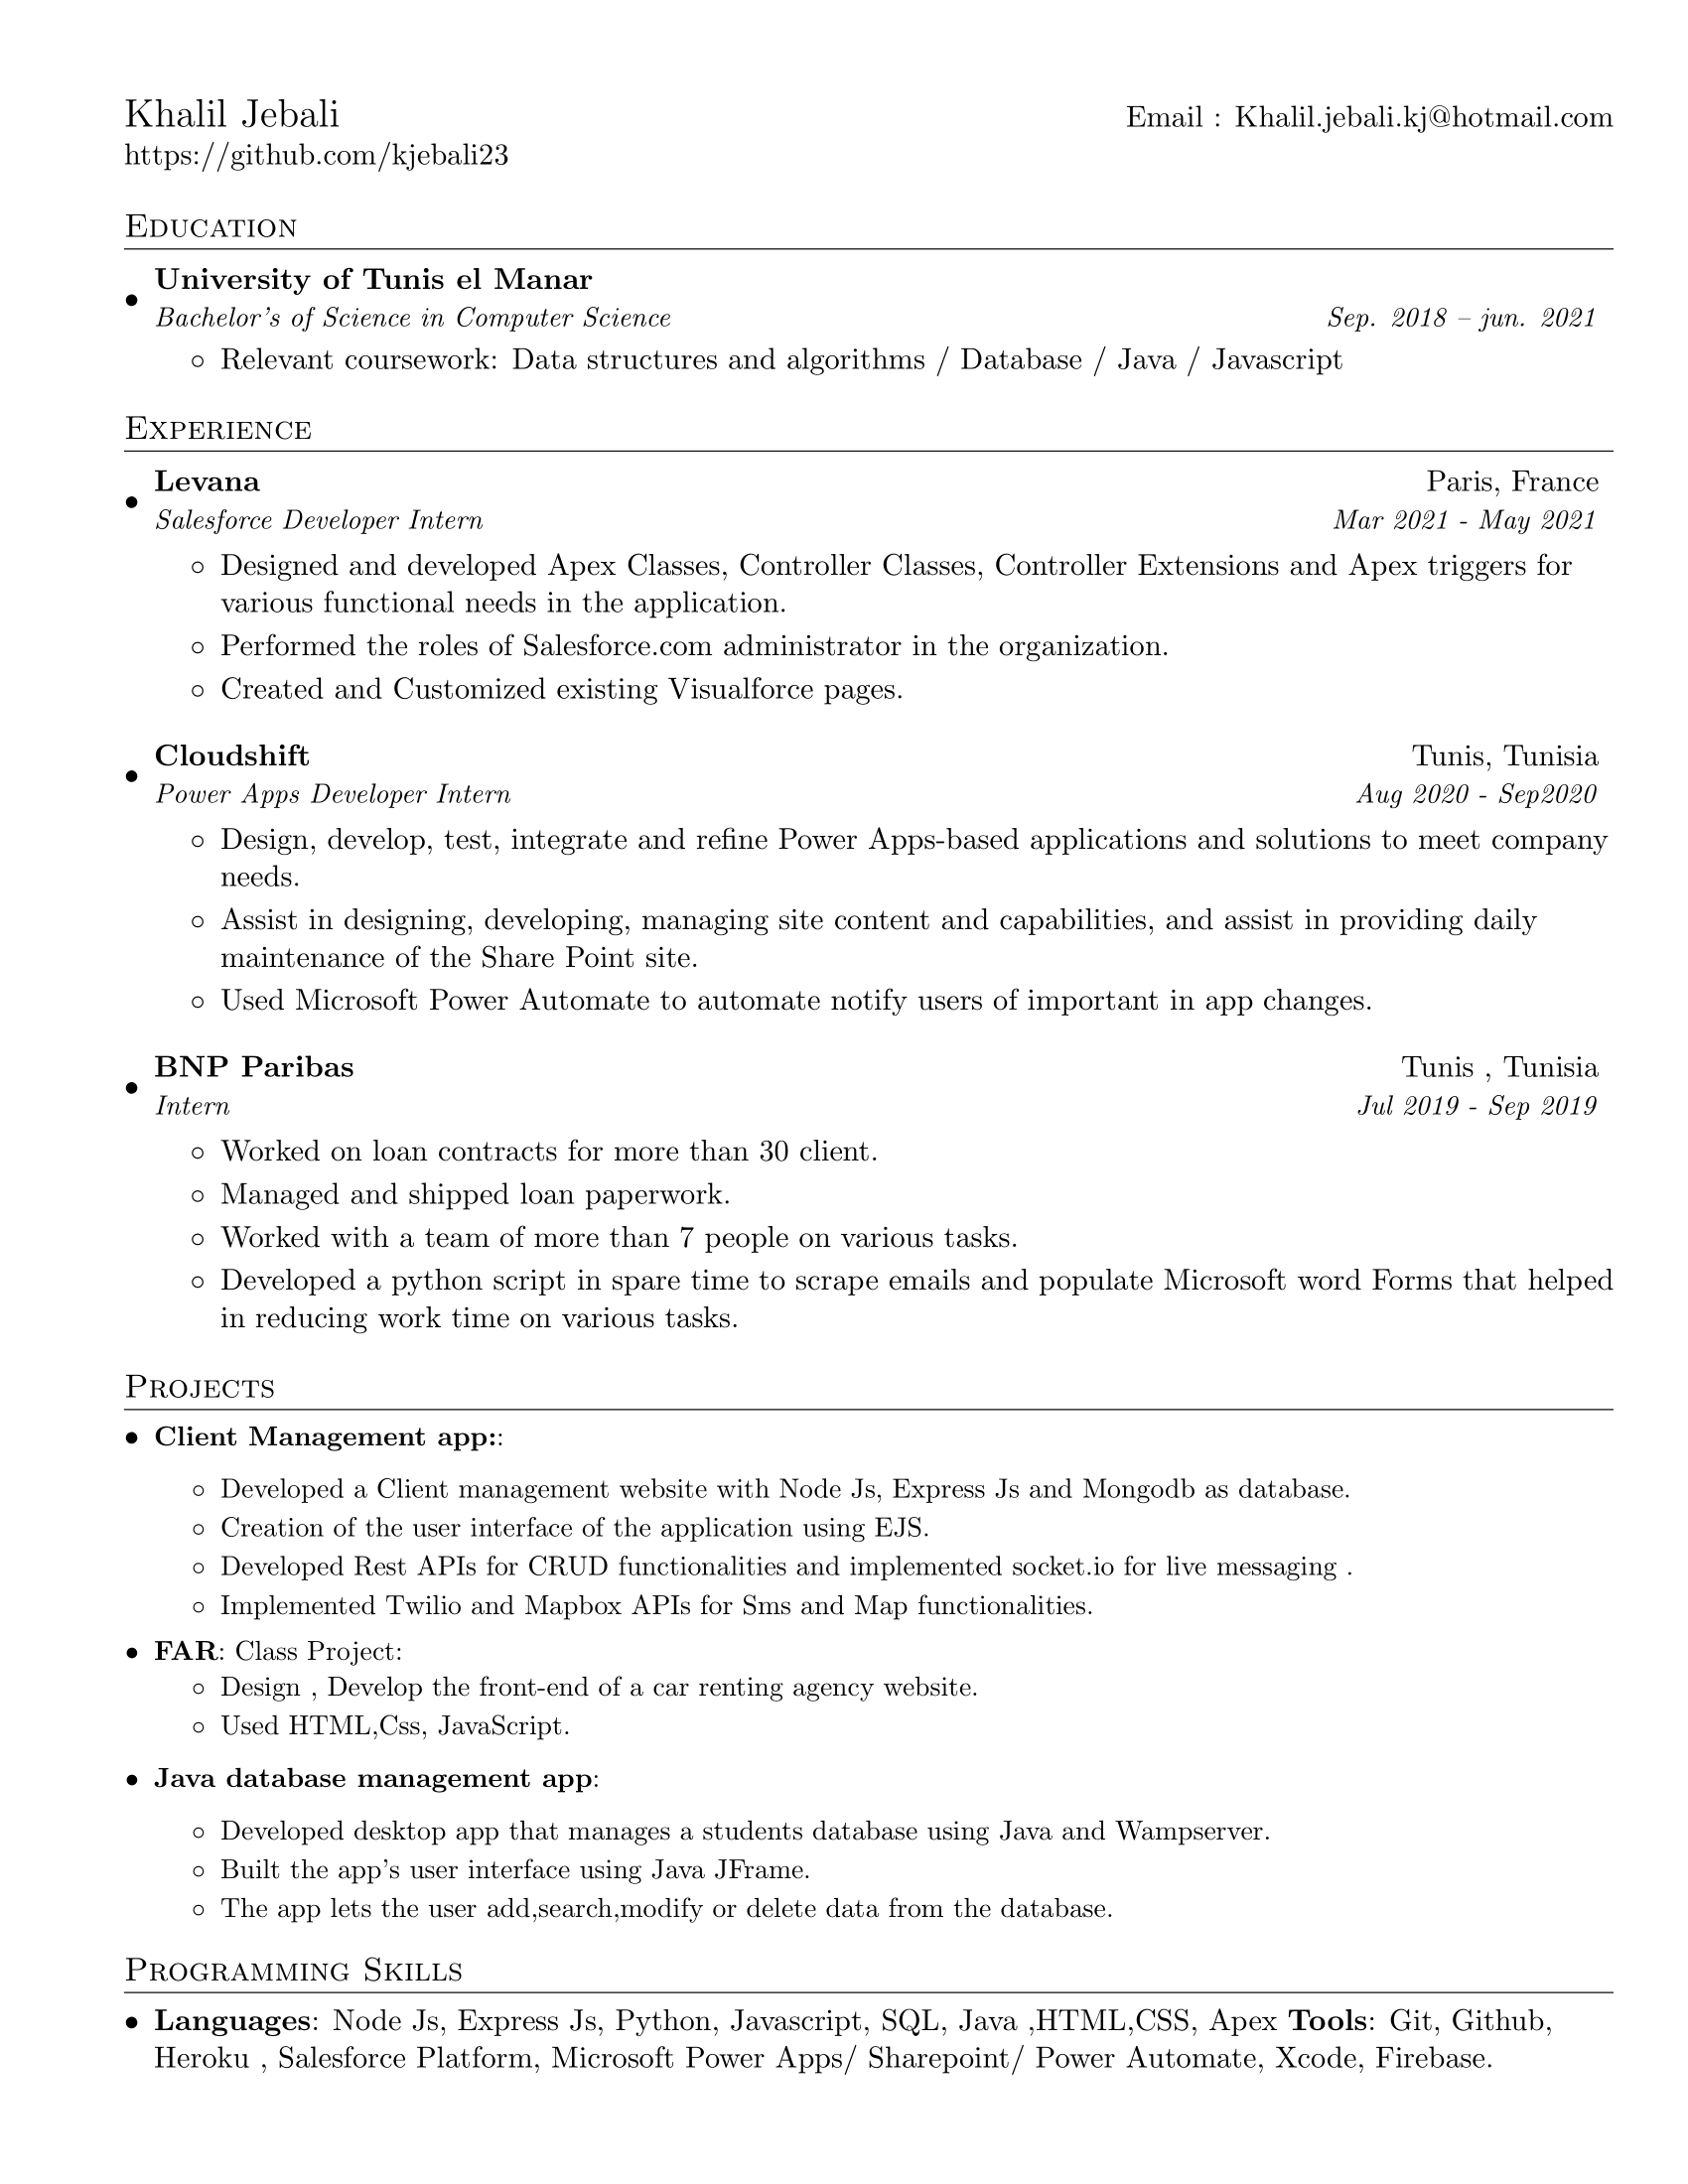 Khalil Jebali Email : Khalil.jebali.kj@hotmail.com
https://github.com/kjebali23
Education
• University of Tunis el Manar
Bachelor's of Science in Computer Science Sep. 2018 – jun. 2021
◦ Relevant coursework: Data structures and algorithms / Database / Java / Javascript
Experience
• Levana Paris, France
Salesforce Developer Intern Mar 2021 - May 2021
◦ Designed and developed Apex Classes, Controller Classes, Controller Extensions and Apex triggers for
various functional needs in the application.
◦ Performed the roles of Salesforce.com administrator in the organization.
◦ Created and Customized existing Visualforce pages.
• Cloudshift Tunis, Tunisia
Power Apps Developer Intern Aug 2020 - Sep2020
◦ Design, develop, test, integrate and refine Power Apps-based applications and solutions to meet company
needs.
◦ Assist in designing, developing, managing site content and capabilities, and assist in providing daily
maintenance of the Share Point site.
◦ Used Microsoft Power Automate to automate notify users of important in app changes.
• BNP Paribas Tunis , Tunisia
Intern Jul 2019 - Sep 2019
◦ Worked on loan contracts for more than 30 client.
◦ Managed and shipped loan paperwork.
◦ Worked with a team of more than 7 people on various tasks.
◦ Developed a python script in spare time to scrape emails and populate Microsoft word Forms that helped
in reducing work time on various tasks.
Projects
• Client Management app::
◦ Developed a Client management website with Node Js, Express Js and Mongodb as database.
◦ Creation of the user interface of the application using EJS.
◦ Developed Rest APIs for CRUD functionalities and implemented socket.io for live messaging .
◦ Implemented Twilio and Mapbox APIs for Sms and Map functionalities.
• FAR: Class Project:
◦ Design , Develop the front-end of a car renting agency website.
◦ Used HTML,Css, JavaScript.
• Java database management app:
◦ Developed desktop app that manages a students database using Java and Wampserver.
◦ Built the app's user interface using Java JFrame.
◦ The app lets the user add,search,modify or delete data from the database.
Programming Skills
• Languages: Node Js, Express Js, Python, Javascript, SQL, Java ,HTML,CSS, Apex Tools: Git, Github,
Heroku , Salesforce Platform, Microsoft Power Apps/ Sharepoint/ Power Automate, Xcode, Firebase.